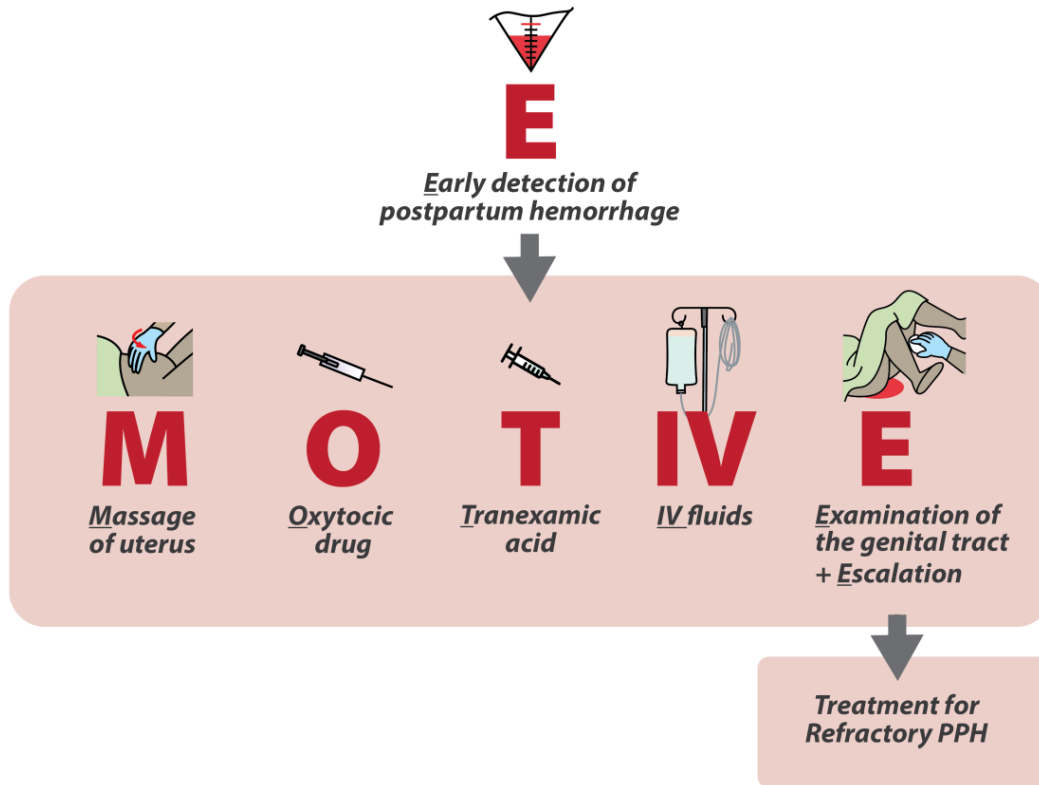 E
Early detection of
postpartum hemorrhage
M
Massage
of uterus
O
Oxytocic
drug
T
Tranexamic
acid
IV
IV fluids
E
Examination of
the genital tract
+ Escalation
Treatment for
Refractory PPH